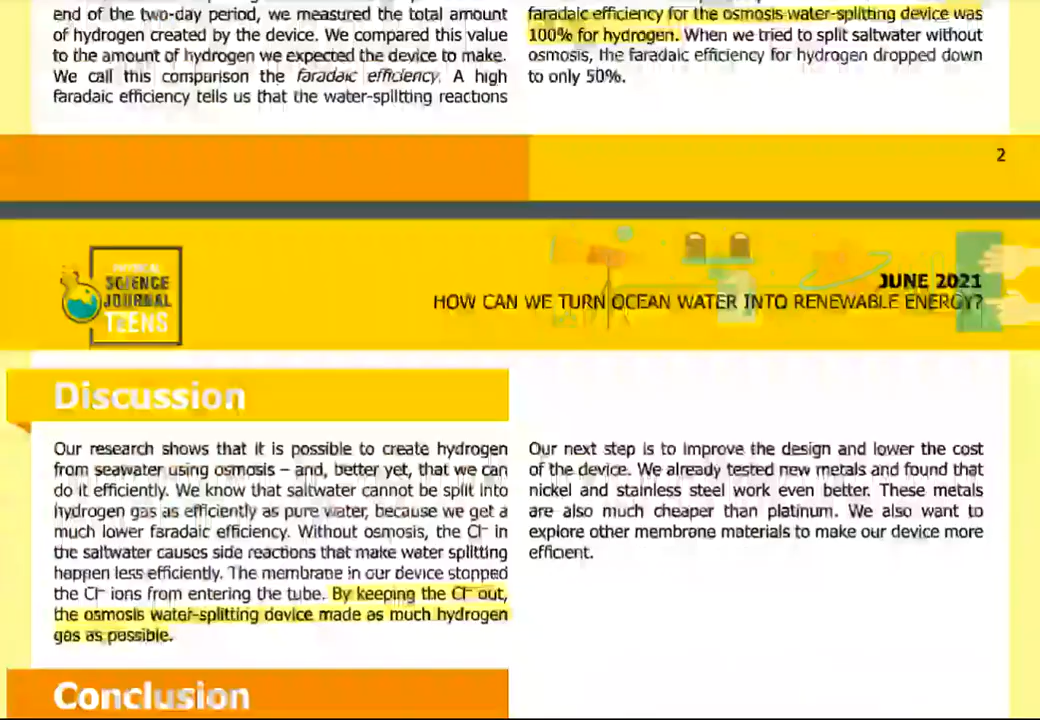 end of the two-day period, we measured the total amount
of hydrogen created by the device. We compared this value
to the amount of hydrogen we expected the device to make.
We call this comparison the faradaic efficiency. A high
faradaic efficiency tells us that the water-splitting reactions
faradaic efficiency for the osmosis water-splitting device was
100% for hydrogen. When we tried to split saltwater without
osmosis, the faradaic efficiency for hydrogen dropped down
to only 50%.
2
SCIENCE
JOURNAL
TEENS
JUNE 2021
HOW CAN WE TURN OCEAN WATER INTO RENEWABLE ENERGY?
Discussion
Our research shows that it is possible to create hydrogen
from seawater using osmosis – and, better yet, that we can
do it efficiently. We know that saltwater cannot be split into
hydrogen gas as efficiently as pure water, because we get a
much lower faradaic efficiency. Without osmosis, the Cl⁻ in
the saltwater causes side reactions that make water splitting
happen less efficiently. The membrane in our device stopped
the Cl⁻ ions from entering the tube. By keeping the Cl⁻ out,
the osmosis water-splitting device made as much hydrogen
gas as possible.
Our next step is to improve the design and lower the cost
of the device. We already tested new metals and found that
nickel and stainless steel work even better. These metals
are also much cheaper than platinum. We also want to
explore other membrane materials to make our device more
efficient.
Conclusion